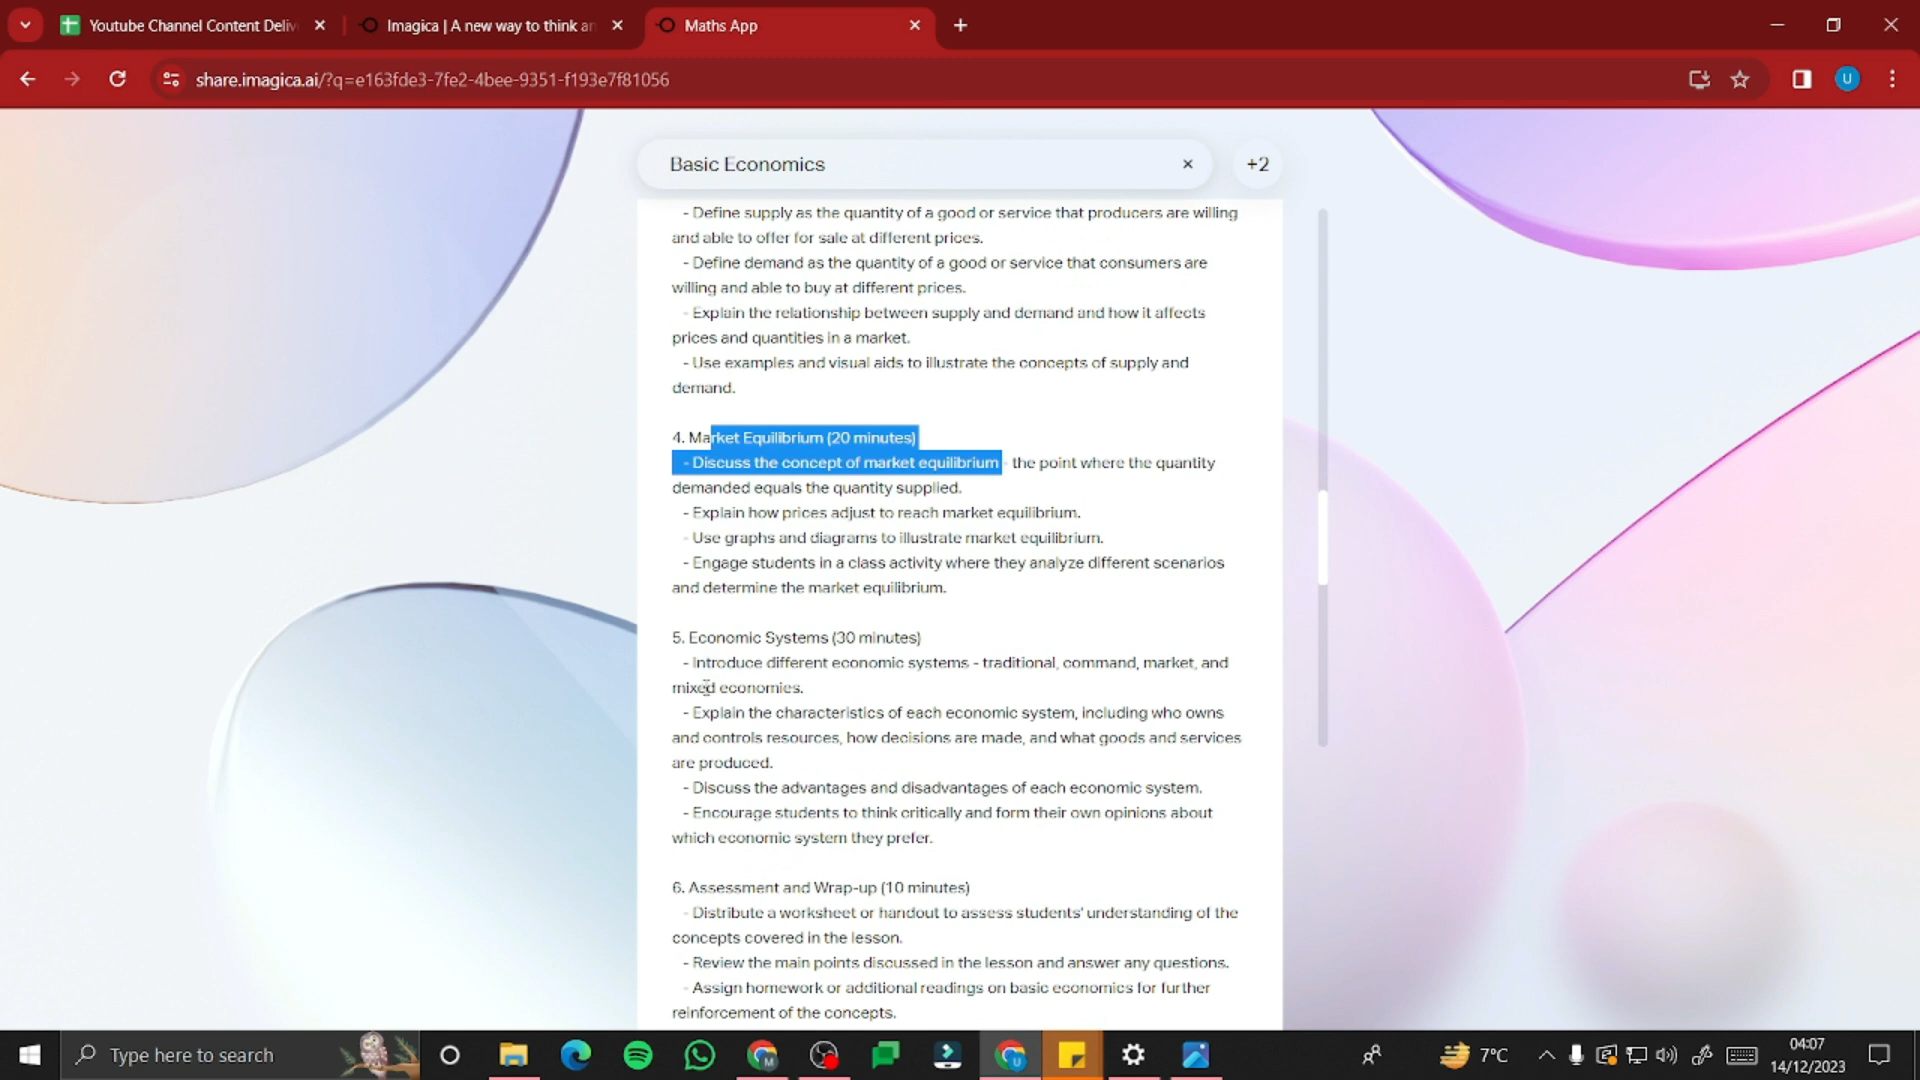 Youtube Channel Content Deliv
Imagica | A new way to think an
Maths App
share.imagica.ai/?q=e163fde3-7fe2-4bee-9351-f193e7f81056
U
Basic Economics
+2
- Define supply as the quantity of a good or service that producers are willing
and able to offer for sale at different prices.
- Define demand as the quantity of a good or service that consumers are
willing and able to buy at different prices.
- Explain the relationship between supply and demand and how it affects
prices and quantities in a market.
- Use examples and visual aids to illustrate the concepts of supply and
demand.
4. Market Equilibrium (20 minutes)
- Discuss the concept of market equilibrium - the point where the quantity
demanded equals the quantity supplied.
- Explain how prices adjust to reach market equilibrium.
- Use graphs and diagrams to illustrate market equilibrium.
- Engage students in a class activity where they analyze different scenarios
and determine the market equilibrium.
5. Economic Systems (30 minutes)
- Introduce different economic systems - traditional, command, market, and
mixed economies.
- Explain the characteristics of each economic system, including who owns
and controls resources, how decisions are made, and what goods and services
are produced.
- Discuss the advantages and disadvantages of each economic system.
- Encourage students to think critically and form their own opinions about
which economic system they prefer.
6. Assessment and Wrap-up (10 minutes)
- Distribute a worksheet or handout to assess students' understanding of the
concepts covered in the lesson.
- Review the main points discussed in the lesson and answer any questions.
- Assign homework or additional readings on basic economics for further
reinforcement of the concepts.
Type here to search
7°C
04:07
14/12/2023